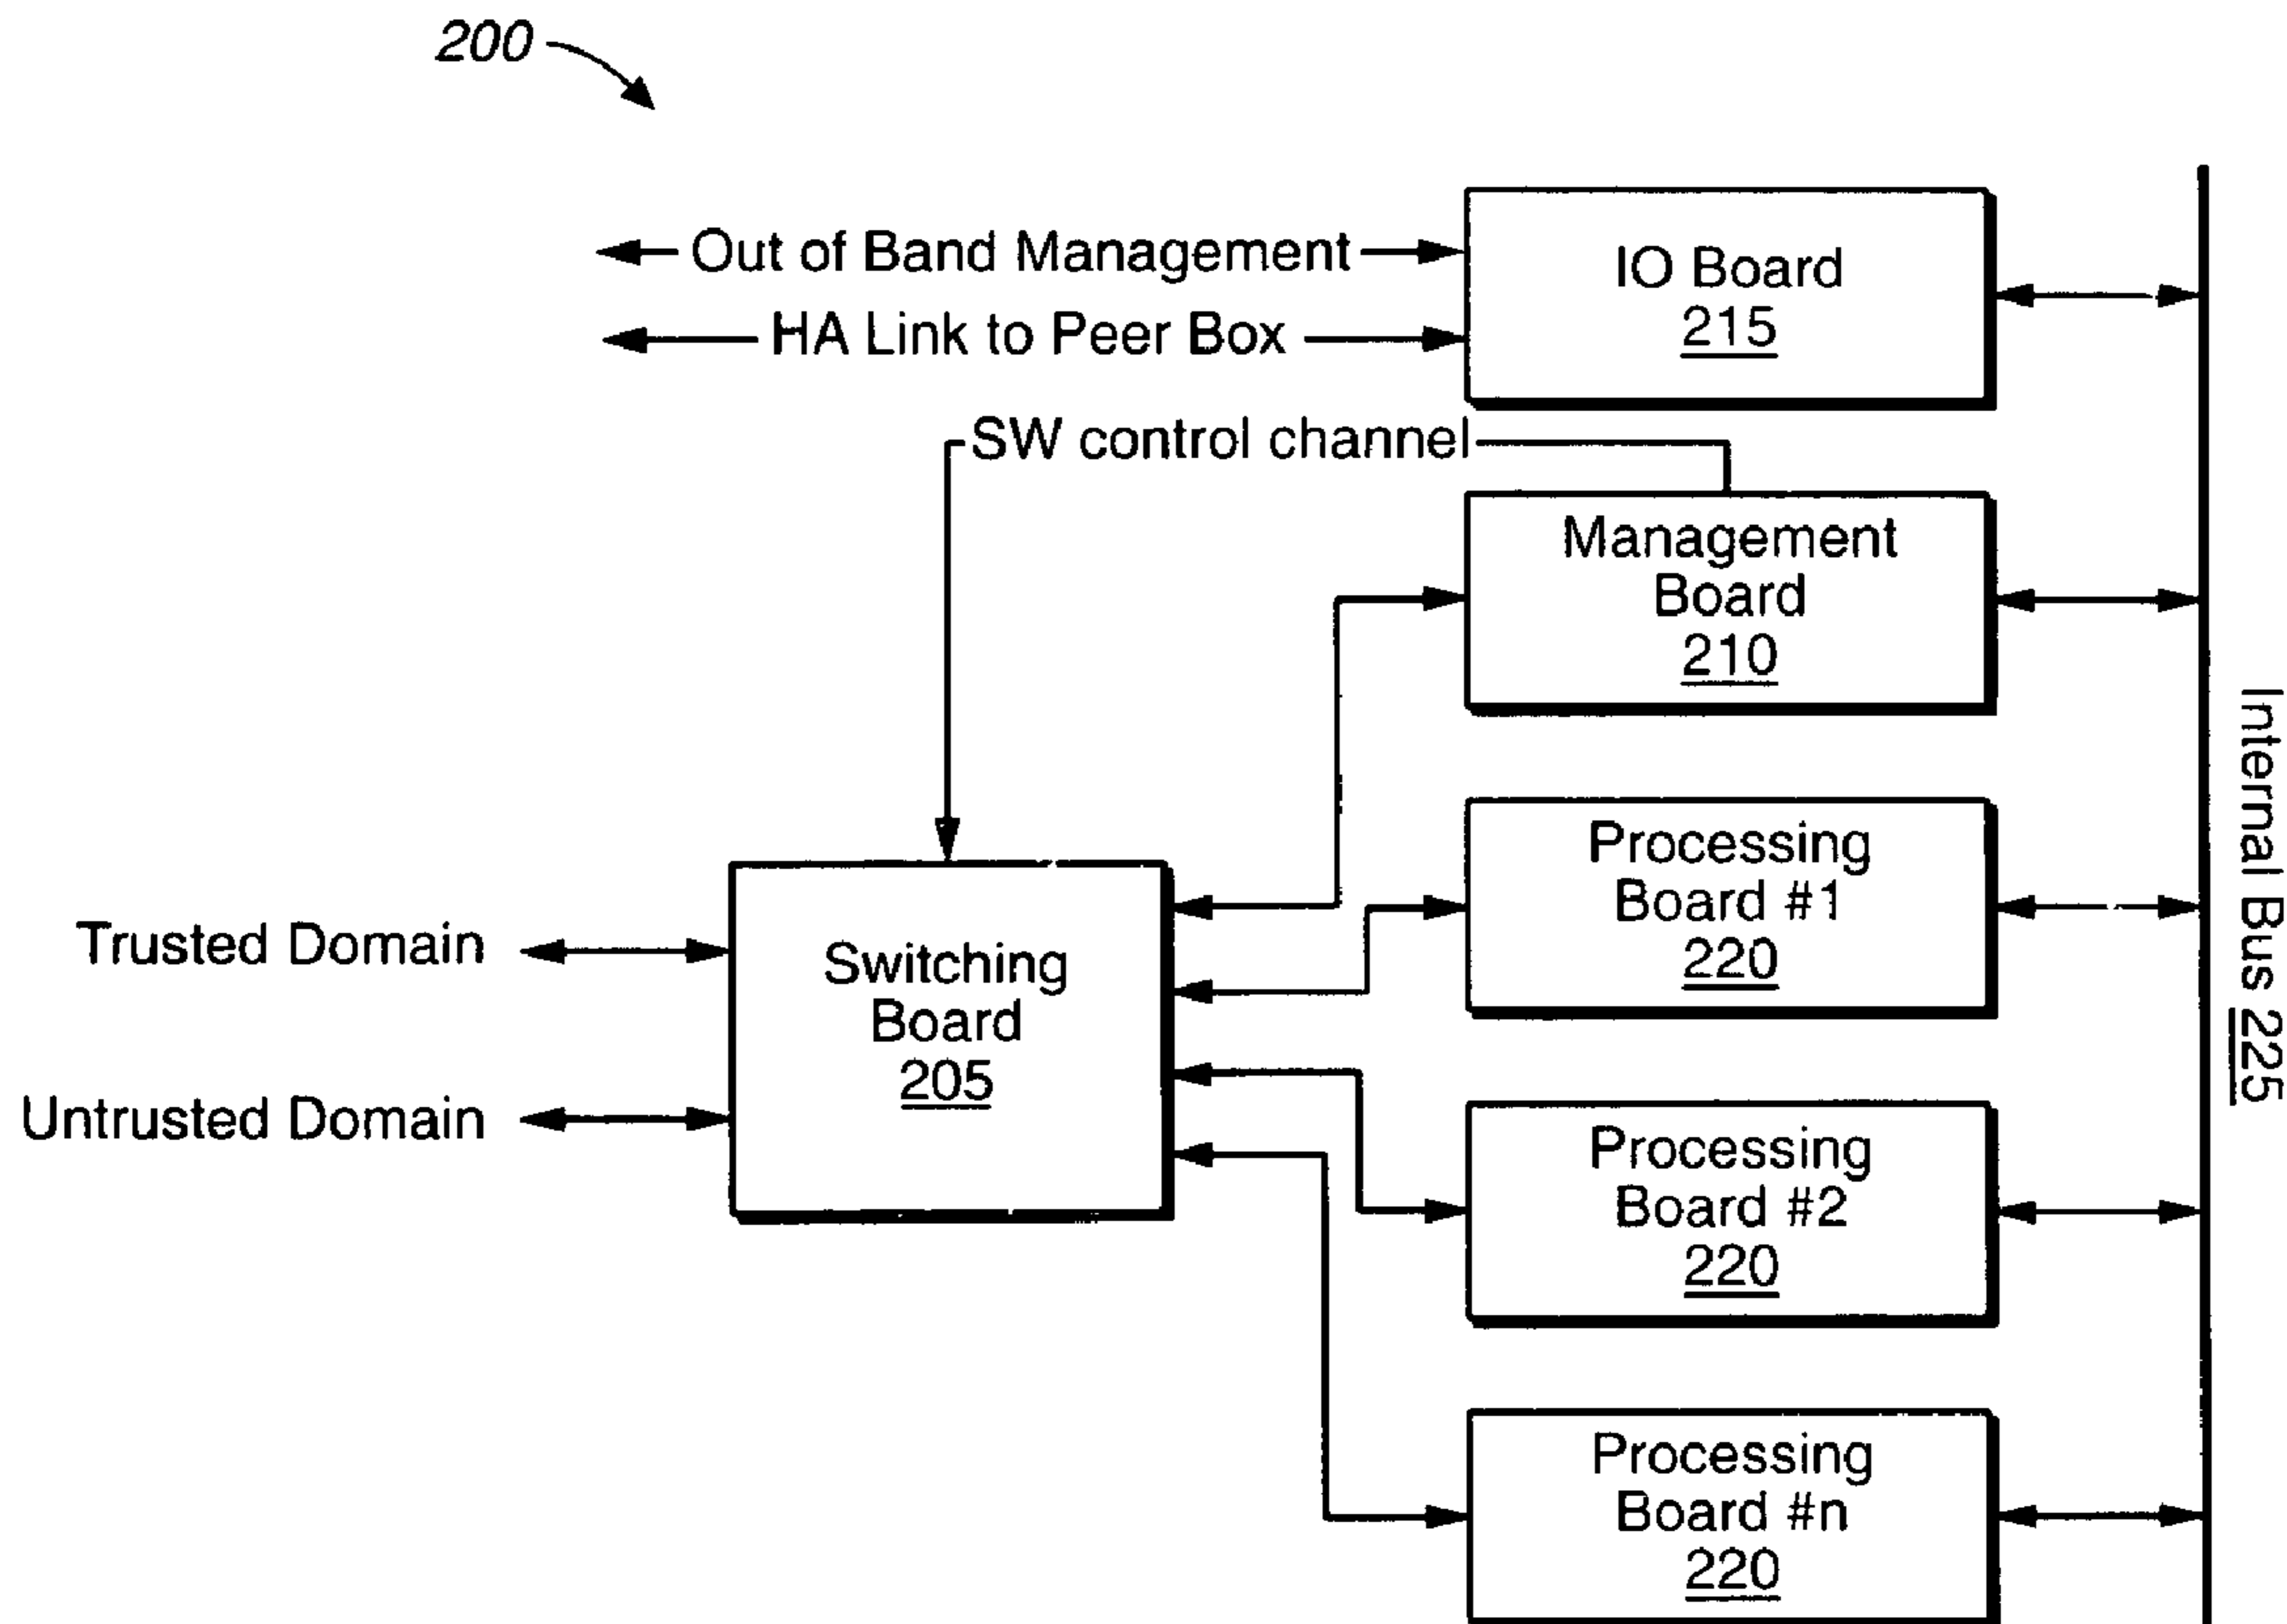 200
Out of Band Management
HA Link to Peer Box
IO Board
215
SW control channel
Management
Board
210
Processing
Board #1
220
Trusted Domain
Untrusted Domain
Switching
Board
205
Processing
Board #2
220
Processing
Board #n
220
Internal Bus 225